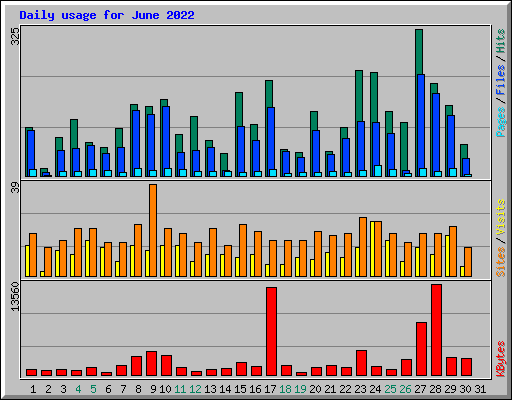 Daily usage for June 2022
325
39
13560
Pages / Files / Hits
Sites / Visits
KBytes
1 2 3 4 5 6 7 8 9 10 11 12 13 14 15 16 17 18 19 20 21 22 23 24 25 26 27 28 29 30 31